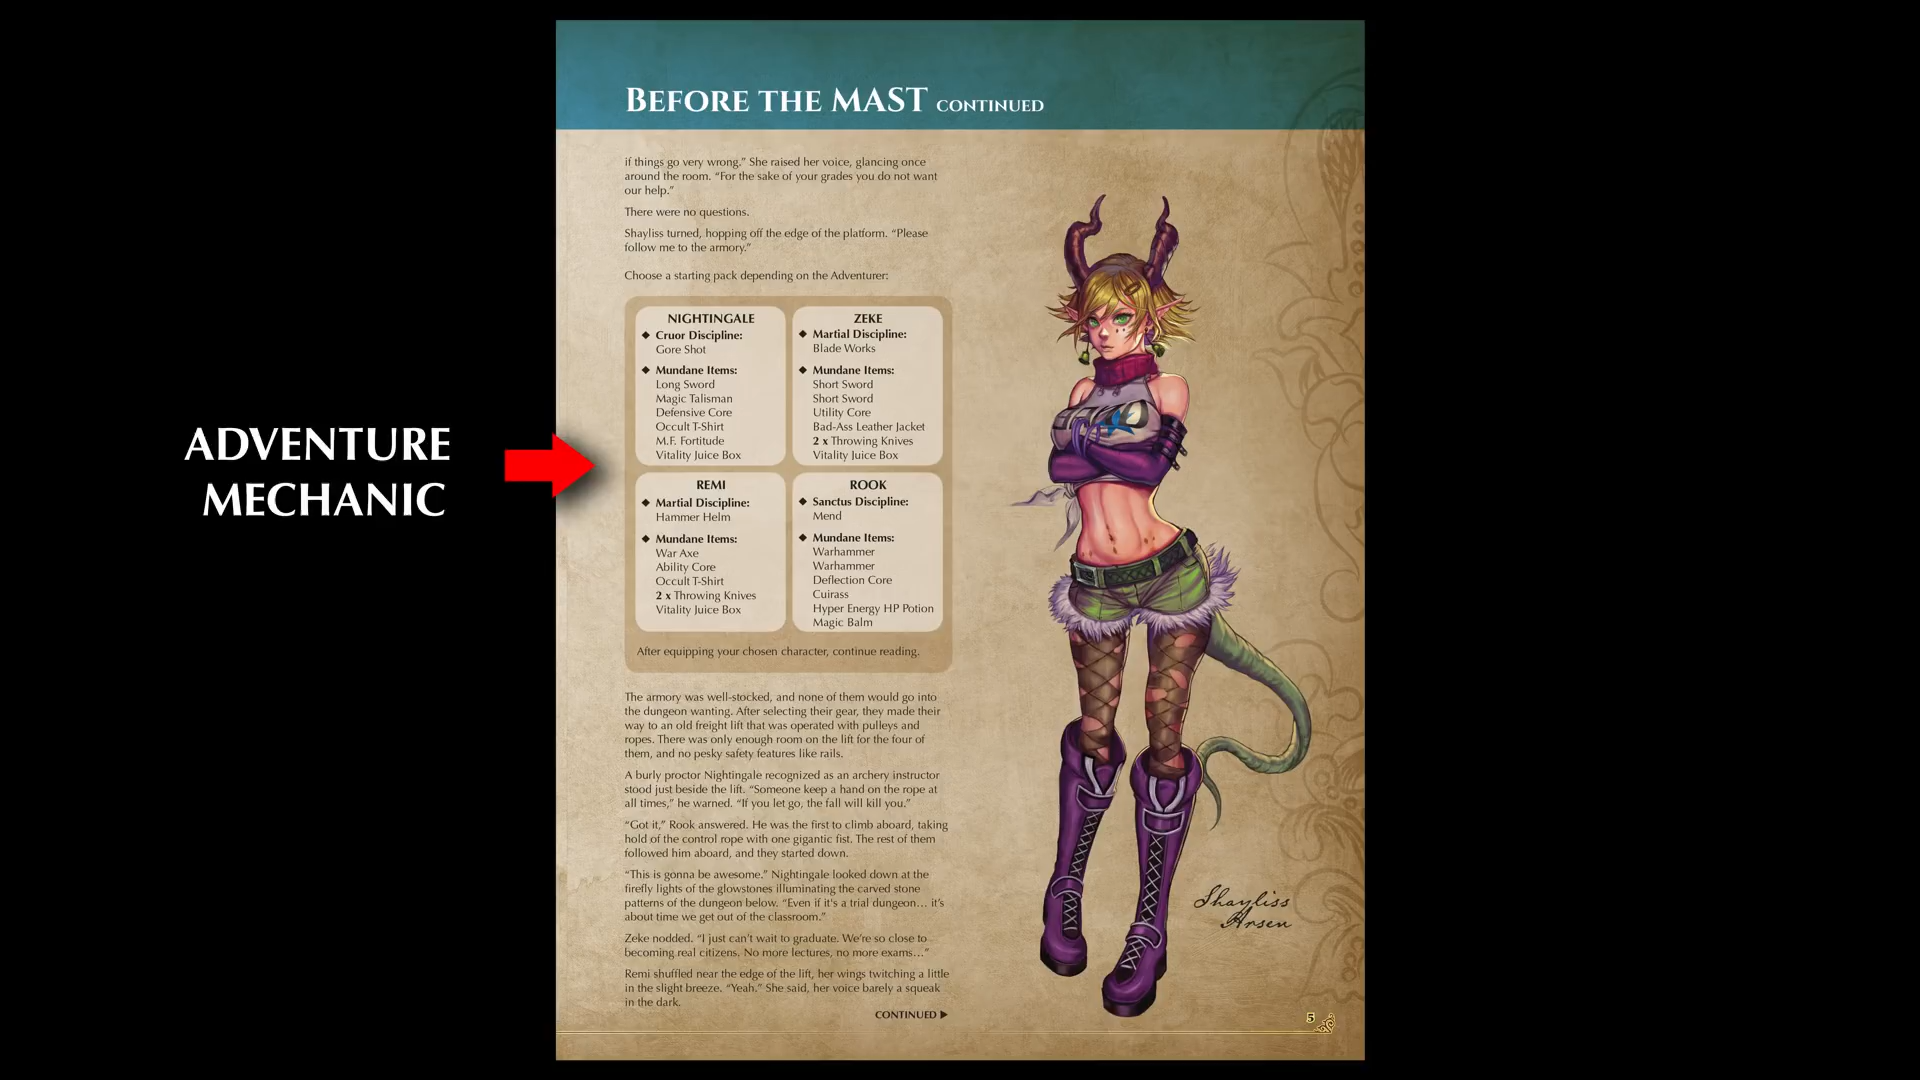 BEFORE THE MAST CONTINUED
if things go very wrong.” She raised her voice, glancing once
around the room. “For the sake of your grades you do not want
our help.”
There were no questions.
Shayliss turned, hopping off the edge of the platform. “Please
follow me to the armory.”
Choose a starting pack depending on the Adventurer:
NIGHTINGALE
◆ Cruor Discipline:
Gore Shot
◆ Mundane Items:
Long Sword
Magic Talisman
Defensive Core
Occult T-Shirt
M.F. Fortitude
Vitality Juice Box
ZEKE
◆ Martial Discipline:
Blade Works
◆ Mundane Items:
Short Sword
Short Sword
Utility Core
Bad-Ass Leather Jacket
2 x Throwing Knives
Vitality Juice Box
ADVENTURE
MECHANIC
REMI
◆ Martial Discipline:
Hammer Helm
◆ Mundane Items:
War Axe
Ability Core
Occult T-Shirt
2 x Throwing Knives
Vitality Juice Box
ROOK
◆ Sanctus Discipline:
Mend
◆ Mundane Items:
Warhammer
Warhammer
Deflection Core
Cuirass
Hyper Energy HP Potion
Magic Balm
After equipping your chosen character, continue reading.
The armory was well-stocked, and none of them would go into
the dungeon wanting. After selecting their gear, they made their
way to an old freight lift that was operated with pulleys and
ropes. There was only enough room on the lift for the four of
them, and no pesky safety features like rails.
A burly proctor Nightingale recognized as an archery instructor
stood just beside the lift. “Someone keep a hand on the rope at
all times,” he warned. “If you let go, the fall will kill you.”
“Got it,” Rook answered. He was the first to climb aboard, taking
hold of the control rope with one gigantic fist. The rest of them
followed him aboard, and they started down.
“This is gonna be awesome.” Nightingale looked down at the
firefly lights of the glowstones illuminating the carved stone
patterns of the dungeon below. “Even if it's a trial dungeon… it’s
about time we get out of the classroom.”
Zeke nodded. “I just can't wait to graduate. We’re so close to
becoming real citizens. No more lectures, no more exams…”
Remi shuffled near the edge of the lift, her wings twitching a little
in the slight breeze. “Yeah.” She said, her voice barely a squeak
in the dark.
CONTINUED ▶
Shayliss
Arsen
5